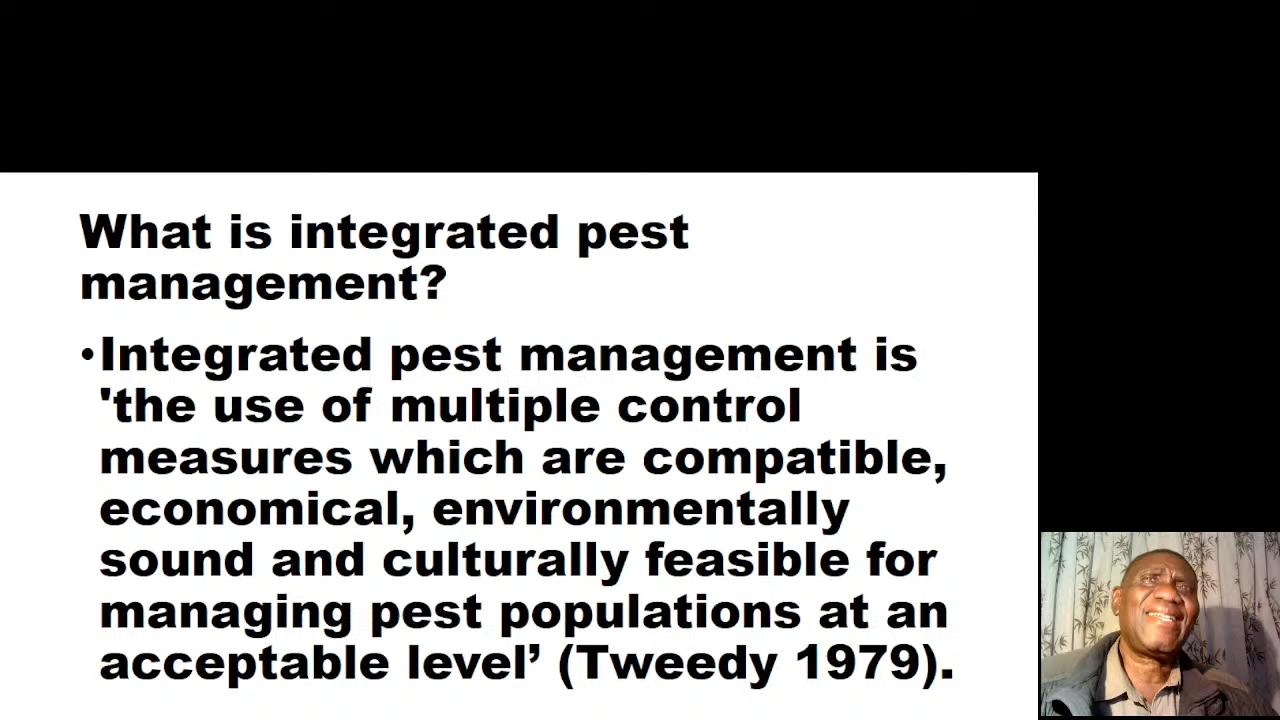 What is integrated pest
management?
•Integrated pest management is
'the use of multiple control
measures which are compatible,
economical, environmentally
sound and culturally feasible for
managing pest populations at an
acceptable level’ (Tweedy 1979).